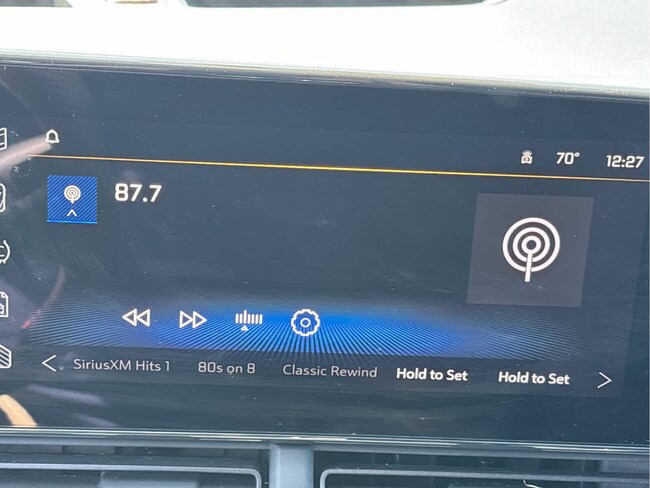 70° 12:27
87.7
SiriusXM Hits 1 80s on 8 Classic Rewind Hold to Set Hold to Set